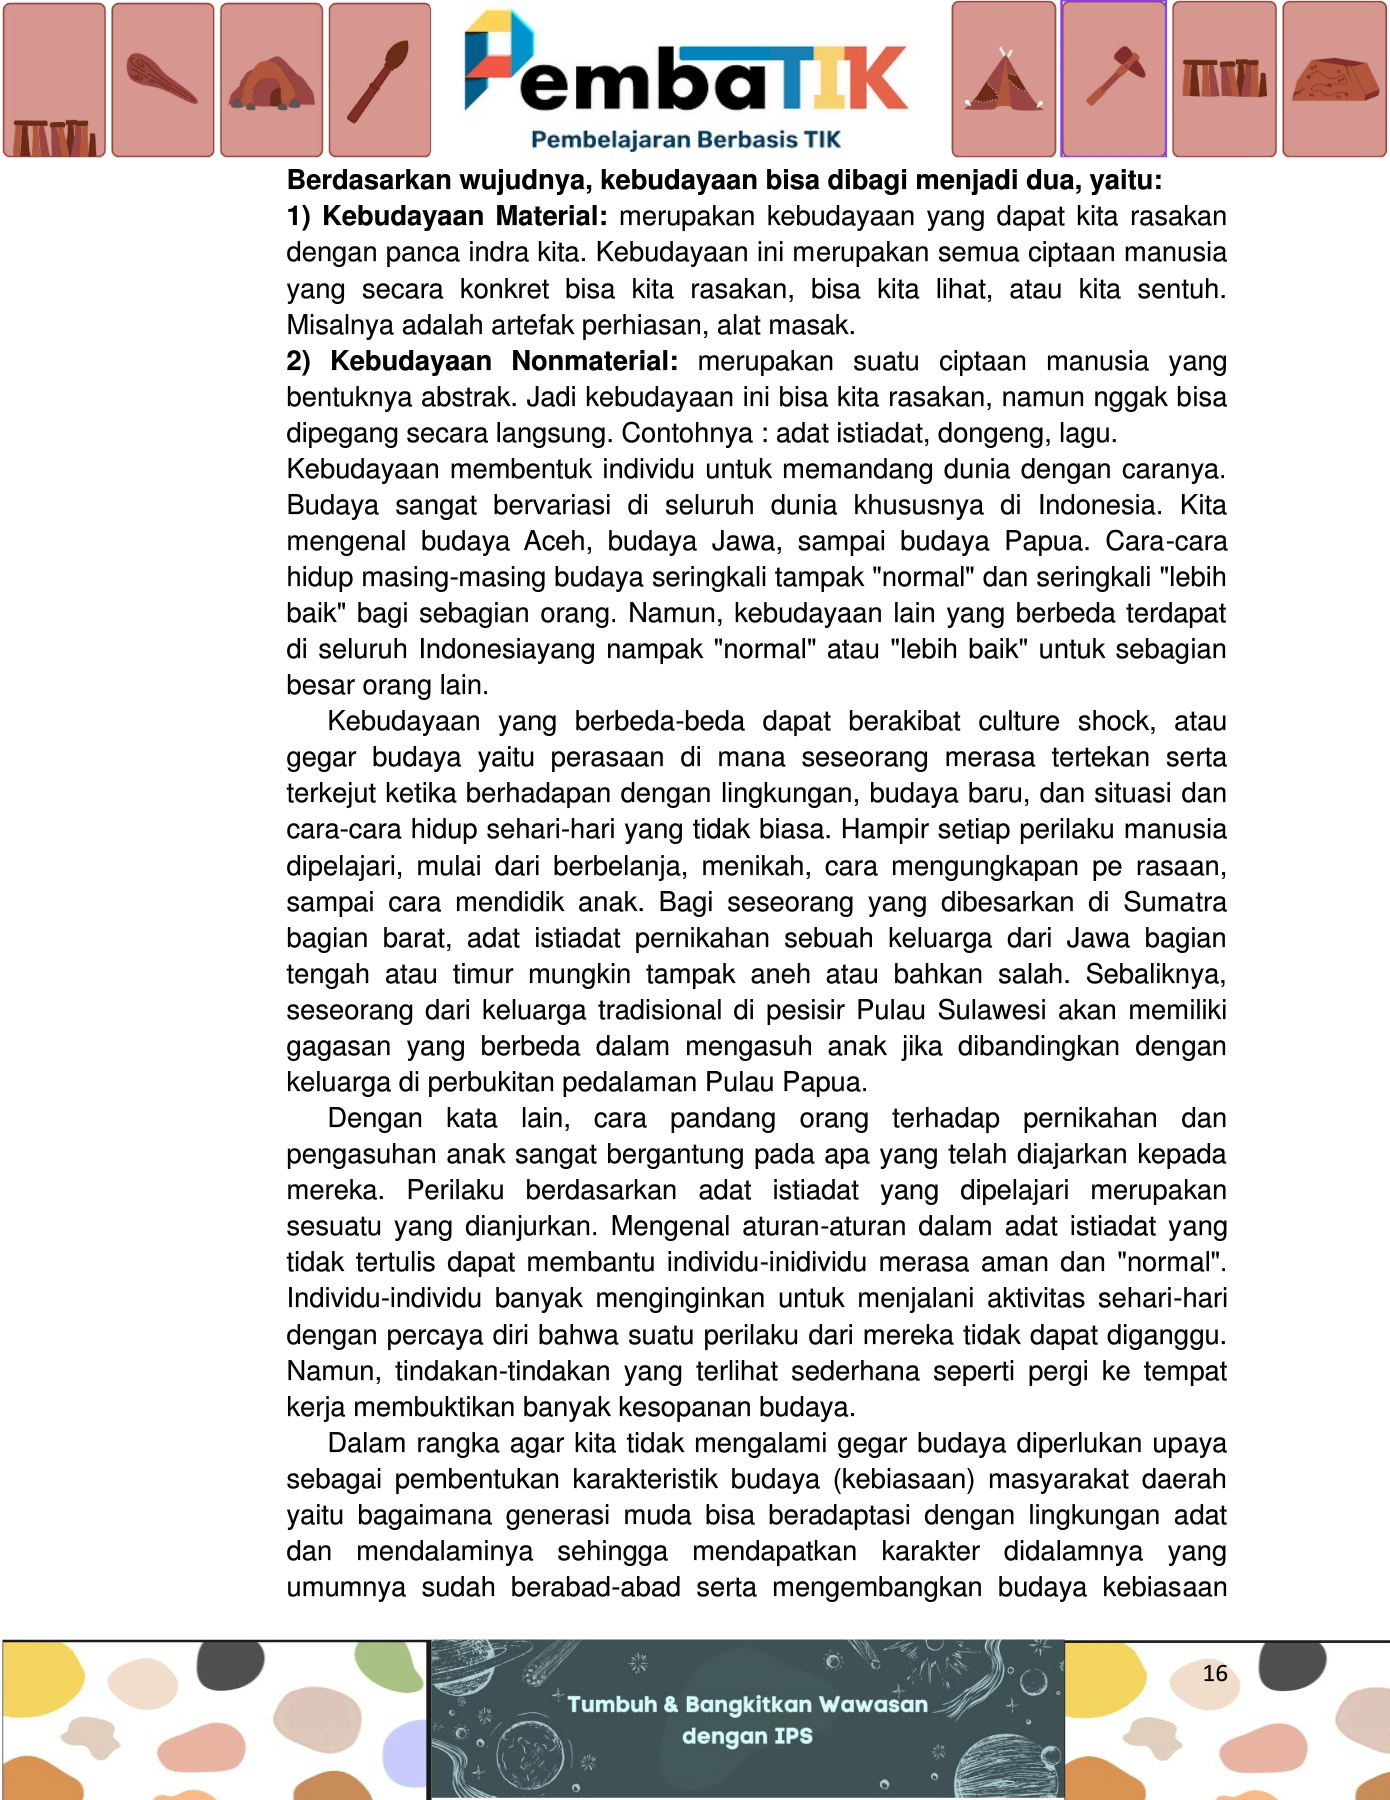 PembaTIK
Pembelajaran Berbasis TIK
Berdasarkan wujudnya, kebudayaan bisa dibagi menjadi dua, yaitu:
1) Kebudayaan Material: merupakan kebudayaan yang dapat kita rasakan
dengan panca indra kita. Kebudayaan ini merupakan semua ciptaan manusia
yang secara konkret bisa kita rasakan, bisa kita lihat, atau kita sentuh.
Misalnya adalah artefak perhiasan, alat masak.
2) Kebudayaan Nonmaterial: merupakan suatu ciptaan manusia yang
bentuknya abstrak. Jadi kebudayaan ini bisa kita rasakan, namun nggak bisa
dipegang secara langsung. Contohnya : adat istiadat, dongeng, lagu.
Kebudayaan membentuk individu untuk memandang dunia dengan caranya.
Budaya sangat bervariasi di seluruh dunia khususnya di Indonesia. Kita
mengenal budaya Aceh, budaya Jawa, sampai budaya Papua. Cara-cara
hidup masing-masing budaya seringkali tampak "normal" dan seringkali "lebih
baik" bagi sebagian orang. Namun, kebudayaan lain yang berbeda terdapat
di seluruh Indonesiayang nampak "normal" atau "lebih baik" untuk sebagian
besar orang lain.
Kebudayaan yang berbeda-beda dapat berakibat culture shock, atau
gegar budaya yaitu perasaan di mana seseorang merasa tertekan serta
terkejut ketika berhadapan dengan lingkungan, budaya baru, dan situasi dan
cara-cara hidup sehari-hari yang tidak biasa. Hampir setiap perilaku manusia
dipelajari, mulai dari berbelanja, menikah, cara mengungkapan pe rasaan,
sampai cara mendidik anak. Bagi seseorang yang dibesarkan di Sumatra
bagian barat, adat istiadat pernikahan sebuah keluarga dari Jawa bagian
tengah atau timur mungkin tampak aneh atau bahkan salah. Sebaliknya,
seseorang dari keluarga tradisional di pesisir Pulau Sulawesi akan memiliki
gagasan yang berbeda dalam mengasuh anak jika dibandingkan dengan
keluarga di perbukitan pedalaman Pulau Papua.
Dengan kata lain, cara pandang orang terhadap pernikahan dan
pengasuhan anak sangat bergantung pada apa yang telah diajarkan kepada
mereka. Perilaku berdasarkan adat istiadat yang dipelajari merupakan
sesuatu yang dianjurkan. Mengenal aturan-aturan dalam adat istiadat yang
tidak tertulis dapat membantu individu-inidividu merasa aman dan "normal".
Individu-individu banyak menginginkan untuk menjalani aktivitas sehari-hari
dengan percaya diri bahwa suatu perilaku dari mereka tidak dapat diganggu.
Namun, tindakan-tindakan yang terlihat sederhana seperti pergi ke tempat
kerja membuktikan banyak kesopanan budaya.
Dalam rangka agar kita tidak mengalami gegar budaya diperlukan upaya
sebagai pembentukan karakteristik budaya (kebiasaan) masyarakat daerah
yaitu bagaimana generasi muda bisa beradaptasi dengan lingkungan adat
dan mendalaminya sehingga mendapatkan karakter didalamnya yang
umumnya sudah berabad-abad serta mengembangkan budaya kebiasaan
16
Tumbuh & Bangkitkan Wawasan
dengan IPS